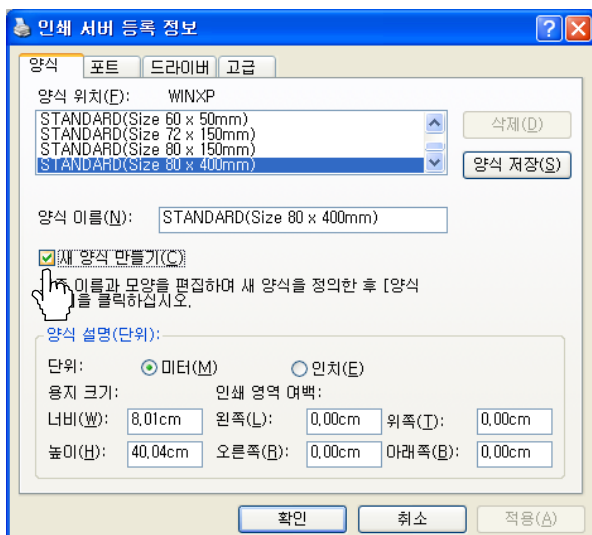 인쇄 서버 등록 정보
양식 포트 드라이버 고급
양식 위치(F): WINXP
STANDARD(Size 60 x 50mm)
STANDARD(Size 72 x 150mm)
STANDARD(Size 80 x 150mm)
STANDARD(Size 80 x 400mm)
삭제(D)
양식 저장(S)
양식 이름(N): STANDARD(Size 80 x 400mm)
새 양식 만들기(C)
이름과 모양을 편집하여 새 양식을 정의한 후 [양식
을 클릭하십시오.
양식 설명(단위):
단위: 미터(M) 인치(E)
용지 크기: 인쇄 영역 여백:
너비(W): 8,01cm 왼쪽(L): 0,00cm 위쪽(T): 0,00cm
높이(H): 40,04cm 오른쪽(R): 0,00cm 아래쪽(B): 0,00cm
확인 취소 적용(A)